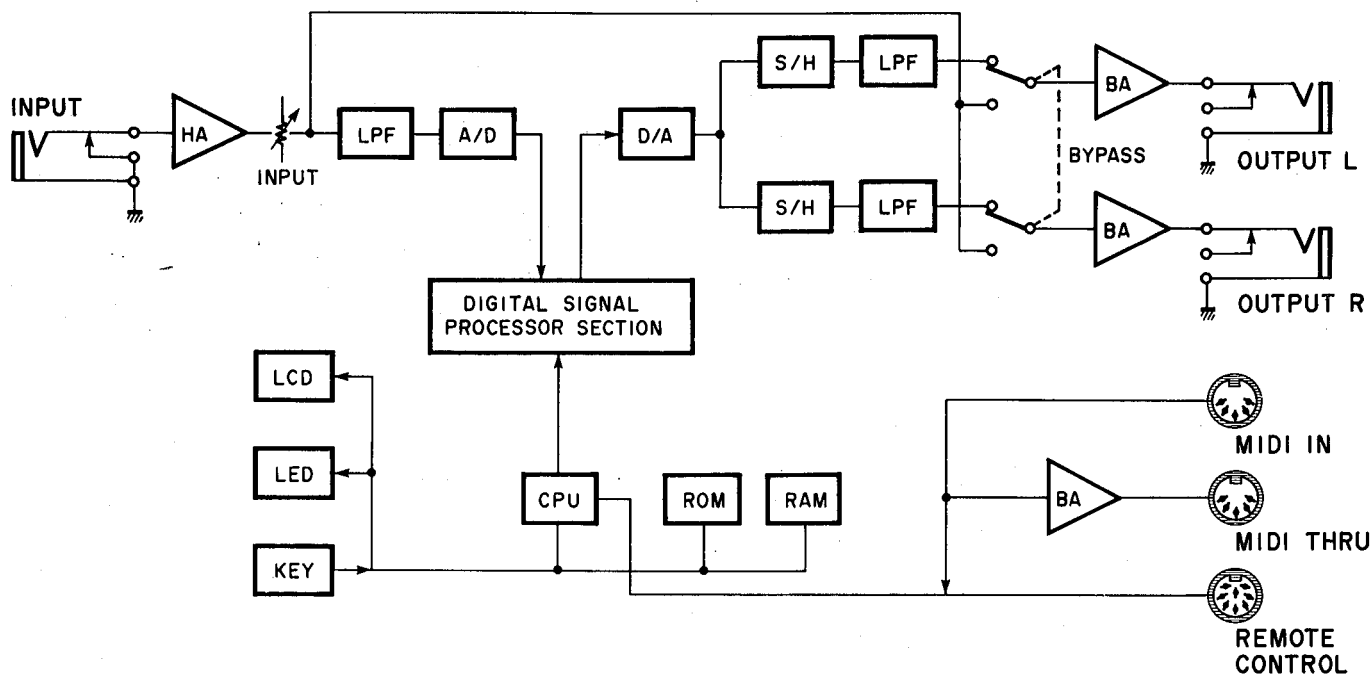 S/H
LPF
BA
INPUT
HA
LPF
A/D
D/A
INPUT
BYPASS
OUTPUT L
S/H
LPF
BA
DIGITAL SIGNAL
PROCESSOR SECTION
OUTPUT R
LCD
MIDI IN
LED
CPU
ROM
RAM
BA
MIDI THRU
KEY
REMOTE
CONTROL